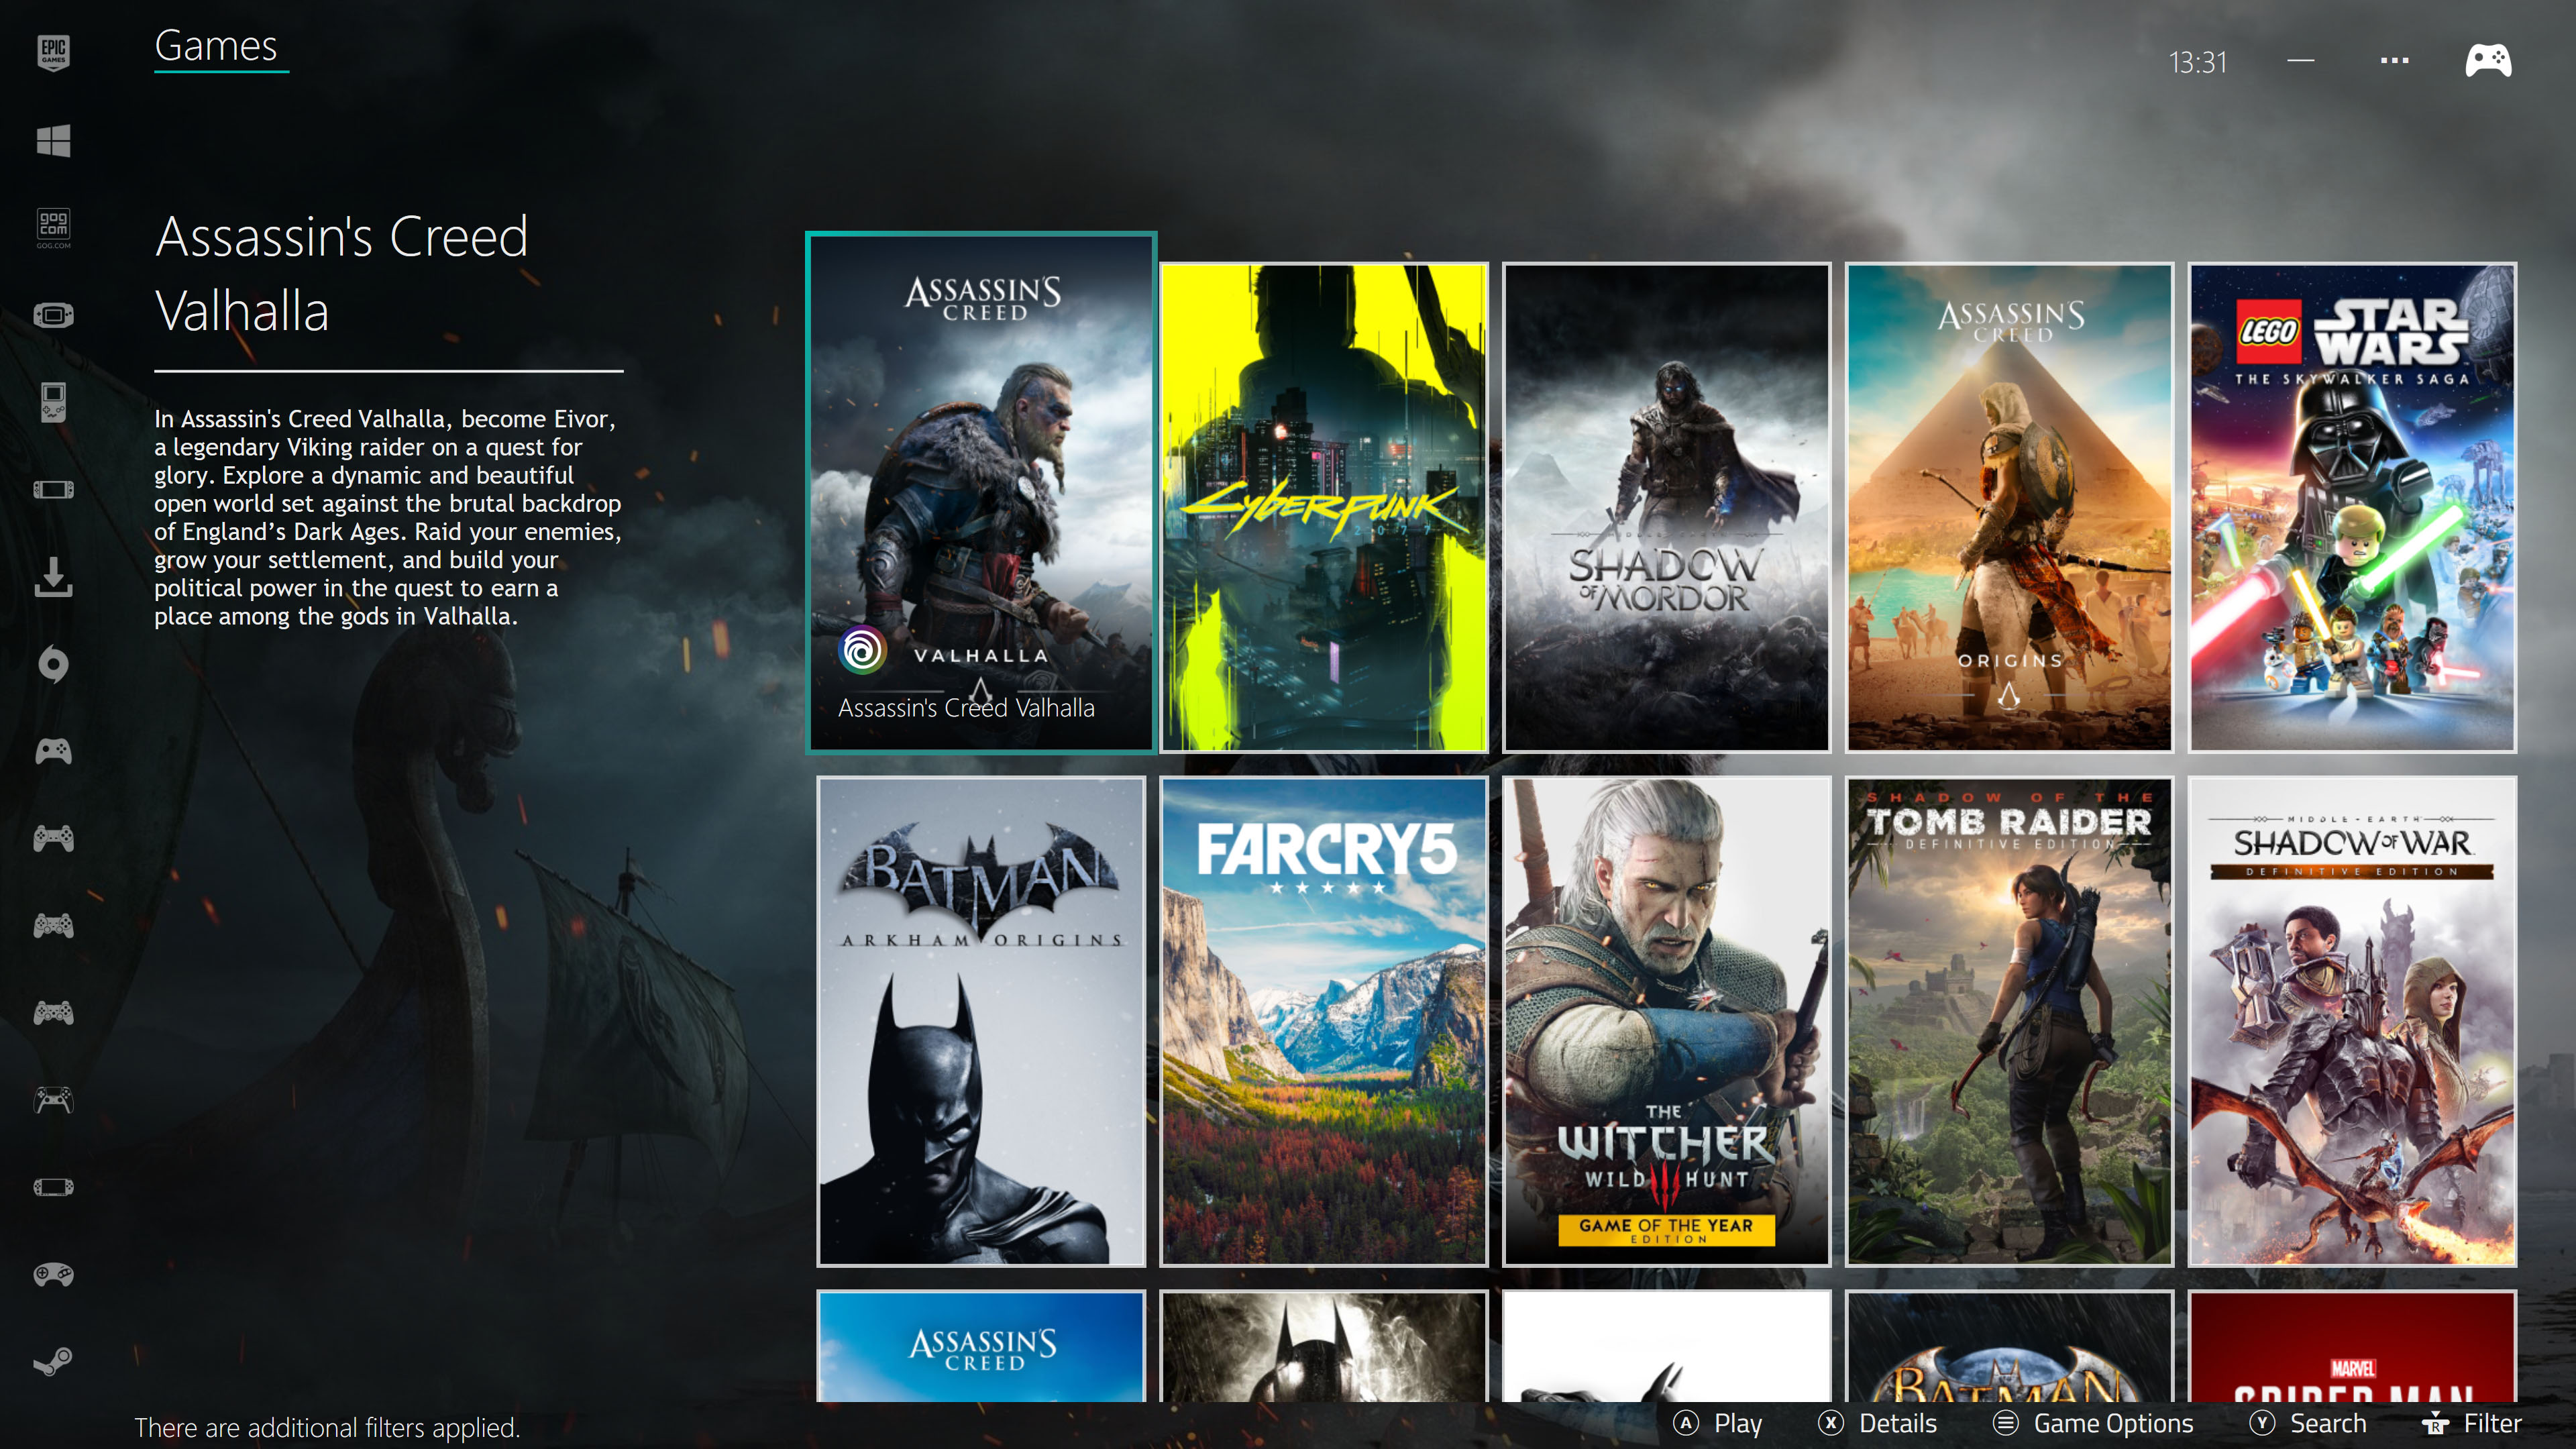 EPIC
GAMES
Games
13:31
gog
com
GOG.COM
Assassin's Creed
Valhalla
In Assassin's Creed Valhalla, become Eivor,
a legendary Viking raider on a quest for
glory. Explore a dynamic and beautiful
open world set against the brutal backdrop
of England’s Dark Ages. Raid your enemies,
grow your settlement, and build your
political power in the quest to earn a
place among the gods in Valhalla.
ASSASSIN'S
CREED
VALHALLA
Assassin's Creed Valhalla
CYBERPUNK
2077
SHADOW
OF MORDOR
ASSASSIN'S
CREED
ORIGINS
LEGO
STAR
WARS
THE SKYWALKER SAGA
BATMAN
ARKHAM ORIGINS
FARCRY5
THE
WITCHER
WILD HUNT
GAME OF THE YEAR
EDITION
SHADOW OF THE
TOMB RAIDER
DEFINITIVE EDITION
MIDDLE-EARTH
SHADOW OF WAR
DEFINITIVE EDITION
ASSASSIN'S
CREED
BATMAN
MARVEL
SPIDER-MAN
There are additional filters applied.
A Play
X Details
Game Options
Y Search
R Filter